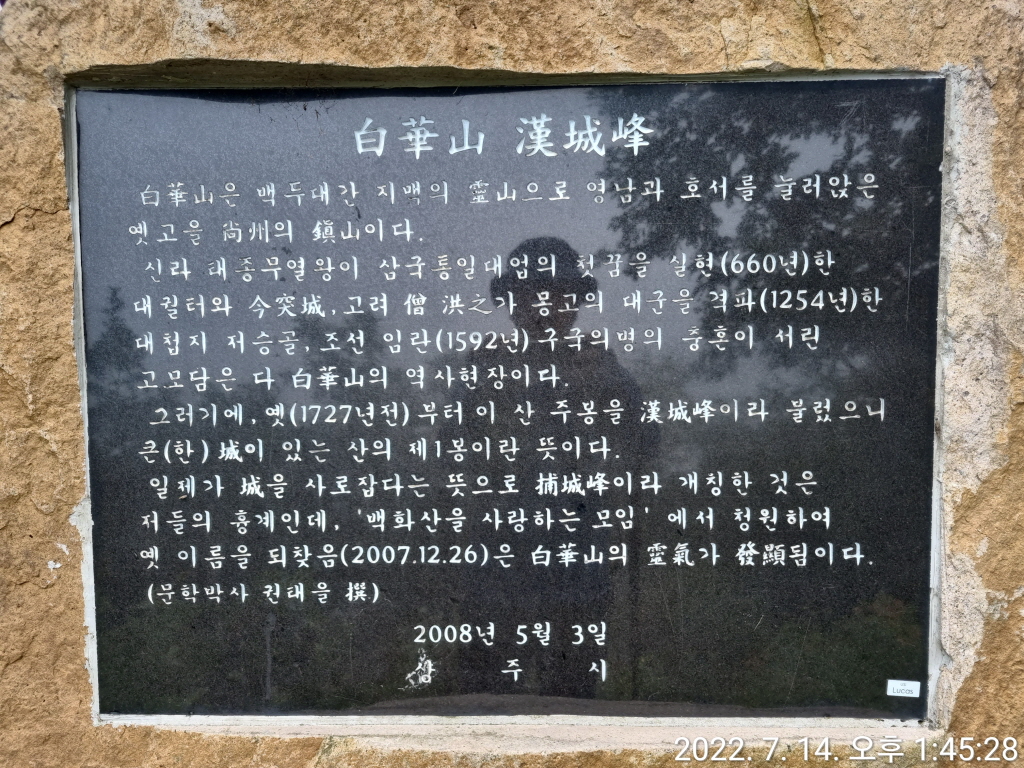 白華山 漢城峰
白華山은 백두대간 지맥의 靈山으로 영남과 호서를 눌러앉은
옛고을 尙州의 鎭山이다.
신라 태종무열왕이 삼국통일대업의 첫꿈을 실현(660년)한
대궐터와 今突城, 고려 僧 洪之가 몽고의 대군을 격파(1254년)한
대첩지 저승골, 조선 임란(1592년) 구국의병의 충혼이 서린
고모담은 다 白華山의 역사현장이다.
그러기에, 옛(1727년전)부터 이 산 주봉을 漢城峰이라 불렀으니
큰(한) 城이 있는 산의 제1봉이란 뜻이다.
일제가 城을 사로잡다는 뜻으로 捕城峰이라 개칭한 것은
저들의 흉계인데, '백화산을 사랑하는 모임' 에서 청원하여
옛 이름을 되찾음(2007.12.26)은 白華山의 靈氣가 發顯됨이다.
(문학박사 권태을 撰)
2008년 5월 3일
상 주 시
Lucas
2022. 7. 14. 오후 1:45:28